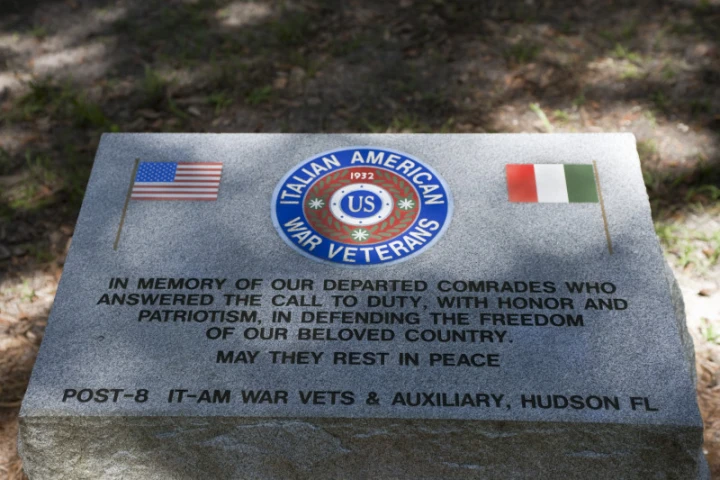 ITALIAN AMERICAN
1932
US
WAR VETERANS
IN MEMORY OF OUR DEPARTED COMRADES WHO
ANSWERED THE CALL TO DUTY, WITH HONOR AND
PATRIOTISM, IN DEFENDING THE FREEDOM
OF OUR BELOVED COUNTRY.
MAY THEY REST IN PEACE
POST-8 IT-AM WAR VETS & AUXILIARY, HUDSON FL